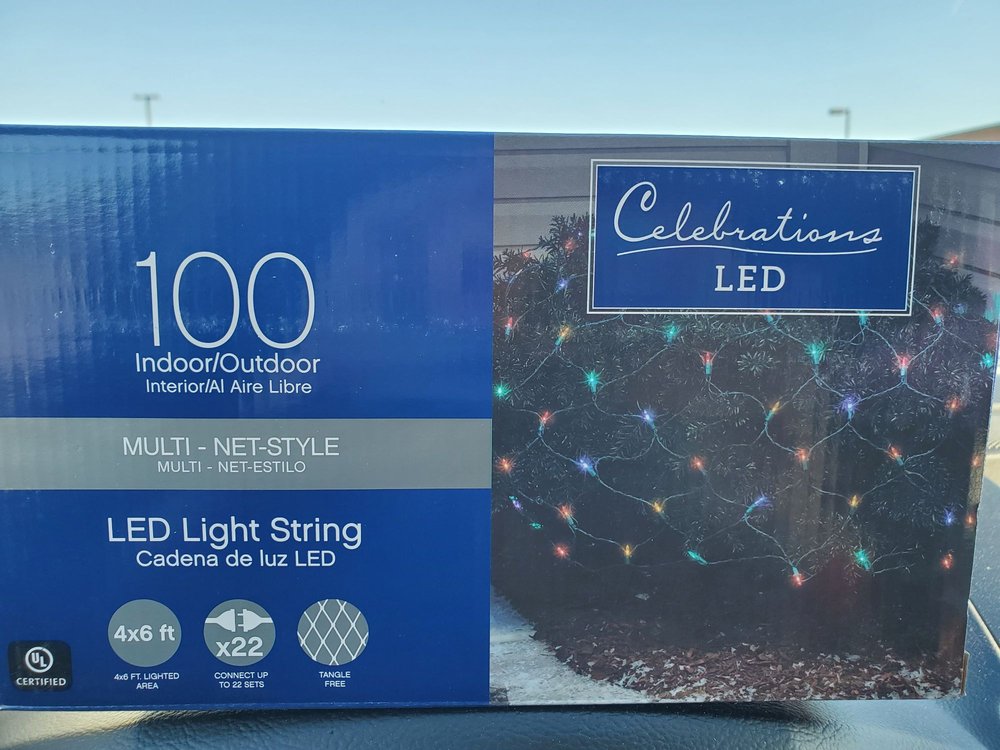 100
Indoor/Outdoor
Interior/Al Aire Libre
MULTI - NET-STYLE
MULTI - NET-ESTILO
LED Light String
Cadena de luz LED
4x6 ft
4x6 FT. LIGHTED
AREA
x22
CONNECT UP
TO 22 SETS
TANGLE
FREE
UL
CERTIFIED
Celebrations
LED